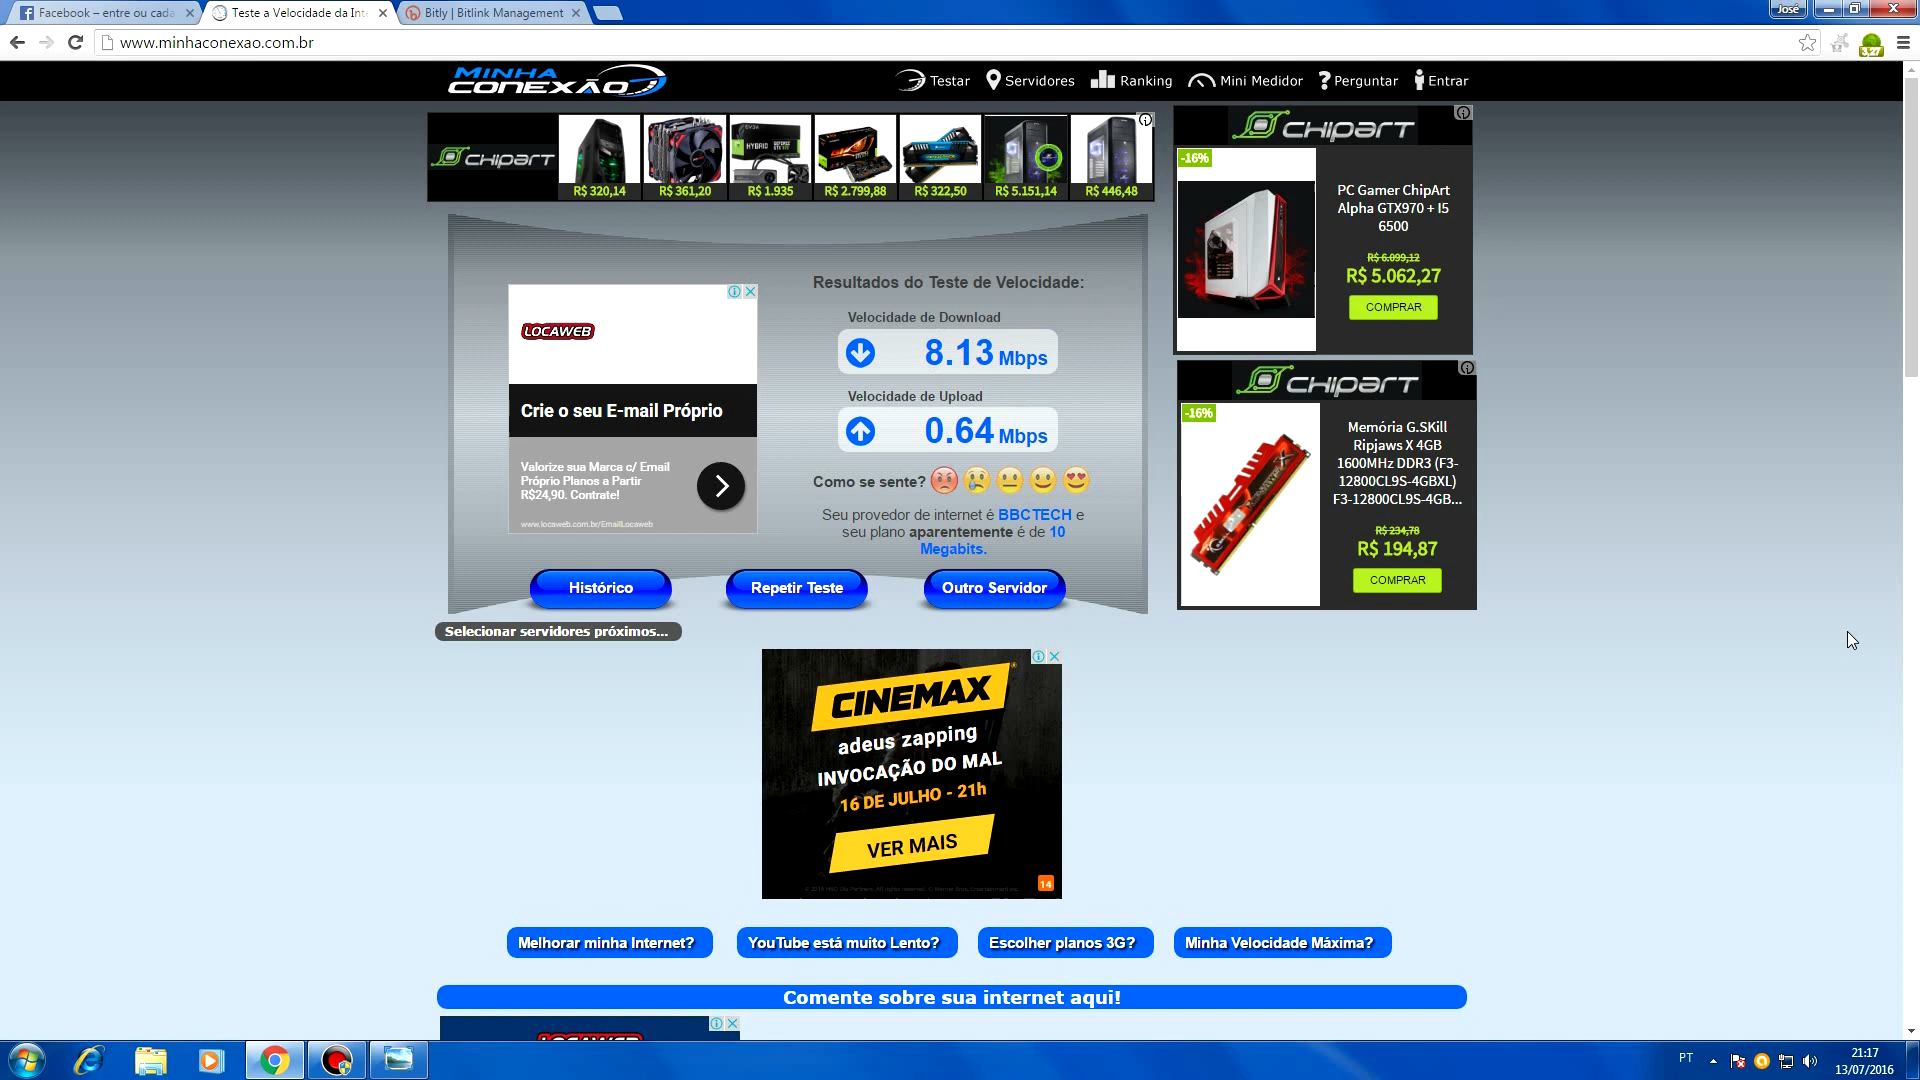 Facebook – entre ou cada
Teste a Velocidade da Int
Bitly | Bitlink Management
José
www.minhaconexao.com.br
3.27
MINHA CONEXÃO
Testar
Servidores
Ranking
Mini Medidor
Perguntar
Entrar
CHIPART
R$ 320,14
R$ 361,20
R$ 1.935
R$ 2.799,88
R$ 322,50
R$ 5.151,14
R$ 446,48
CHIPART
-16%
PC Gamer ChipArt
Alpha GTX970 + I5
6500
R$ 6.099,12
R$ 5.062,27
COMPRAR
LOCAWEB
Crie o seu E-mail Próprio
Valorize sua Marca c/ Email
Próprio Planos a Partir
R$24,90. Contrate!
www.locaweb.com.br/EmailLocaweb
Resultados do Teste de Velocidade:
Velocidade de Download
8.13 Mbps
Velocidade de Upload
0.64 Mbps
Como se sente?
Seu provedor de internet é BBCTECH e
seu plano aparentemente é de 10
Megabits.
CHIPART
-16%
Memória G.SKill
Ripjaws X 4GB
1600MHz DDR3 (F3-
12800CL9S-4GBXL)
F3-12800CL9S-4GB...
R$ 234,78
R$ 194,87
COMPRAR
Histórico
Repetir Teste
Outro Servidor
Selecionar servidores próximos...
CINEMAX
adeus zapping
INVOCAÇÃO DO MAL
16 DE JULHO - 21h
VER MAIS
14
Melhorar minha Internet?
YouTube está muito Lento?
Escolher planos 3G?
Minha Velocidade Máxima?
Comente sobre sua internet aqui!
LOCAWEB
PT
21:17
13/07/2016